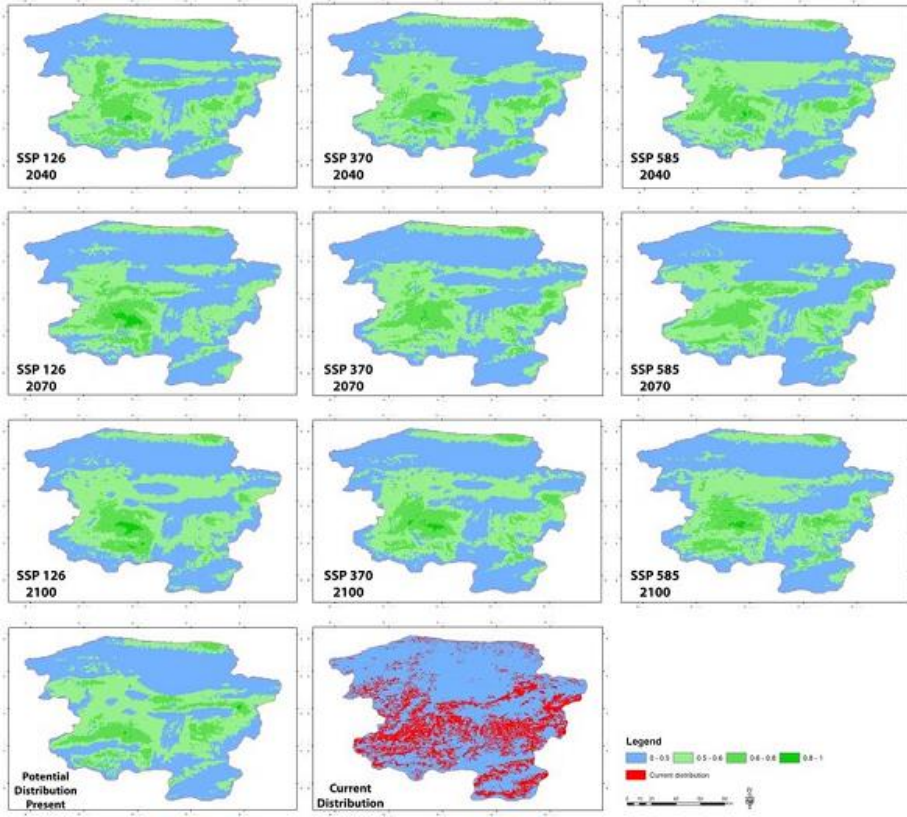 SSP 126
2040
SSP 370
2040
SSP 585
2040
SSP 126
2070
SSP 370
2070
SSP 585
2070
SSP 126
2100
SSP 370
2100
SSP 585
2100
Potential
Distribution
Present
Current
Distribution
Legend
0 - 0.5 0.5 - 0.6 0.6 - 0.8 0.8 - 1
Current distribution